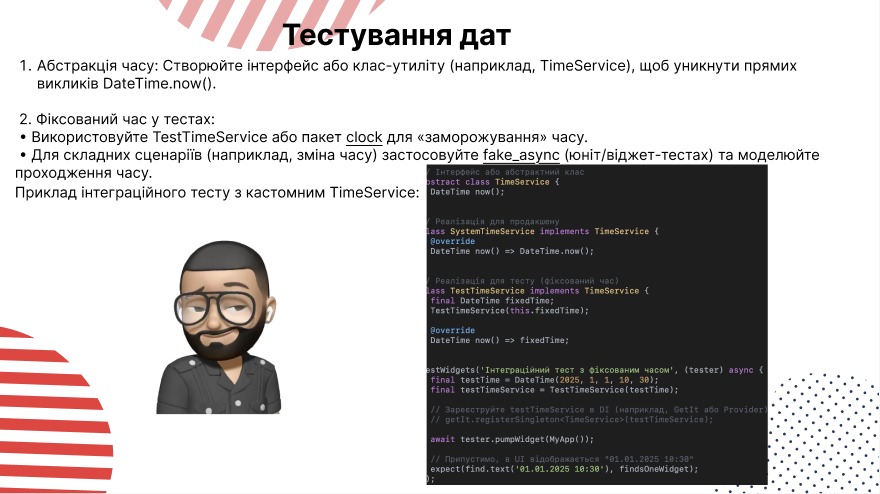 Тестування дат
1. Абстракція часу: Створюйте інтерфейс або клас-утиліту (наприклад, TimeService), щоб уникнути прямих
викликів DateTime.now().
2. Фіксований час у тестах:
• Використовуйте TestTimeService або пакет clock для «заморожування» часу.
• Для складних сценаріїв (наприклад, зміна часу) застосовуйте fake_async (юніт/віджет-тестах) та моделюйте
проходження часу.
Приклад інтеграційного тесту з кастомним TimeService:
/ Інтерфейс або абстрактний клас
bstract class TimeService {
DateTime now();
/ Реалізація для продакшену
lass SystemTimeService implements TimeService {
@override
DateTime now() => DateTime.now();
/ Реалізація для тесту (фіксований час)
lass TestTimeService implements TimeService {
final DateTime fixedTime;
TestTimeService(this.fixedTime);
@override
DateTime now() => fixedTime;
estWidgets('Інтеграційний тест з фіксованим часом', (tester) async {
final testTime = DateTime(2025, 1, 1, 10, 30);
final testTimeService = TestTimeService(testTime);
// Зареєструйте testTimeService в DI (наприклад, GetIt або Provider)
// getIt.registerSingleton<TimeService>(testTimeService);
await tester.pumpWidget(MyApp());
// Припустимо, в UI відображається "01.01.2025 10:30"
expect(find.text('01.01.2025 10:30'), findsOneWidget);
);